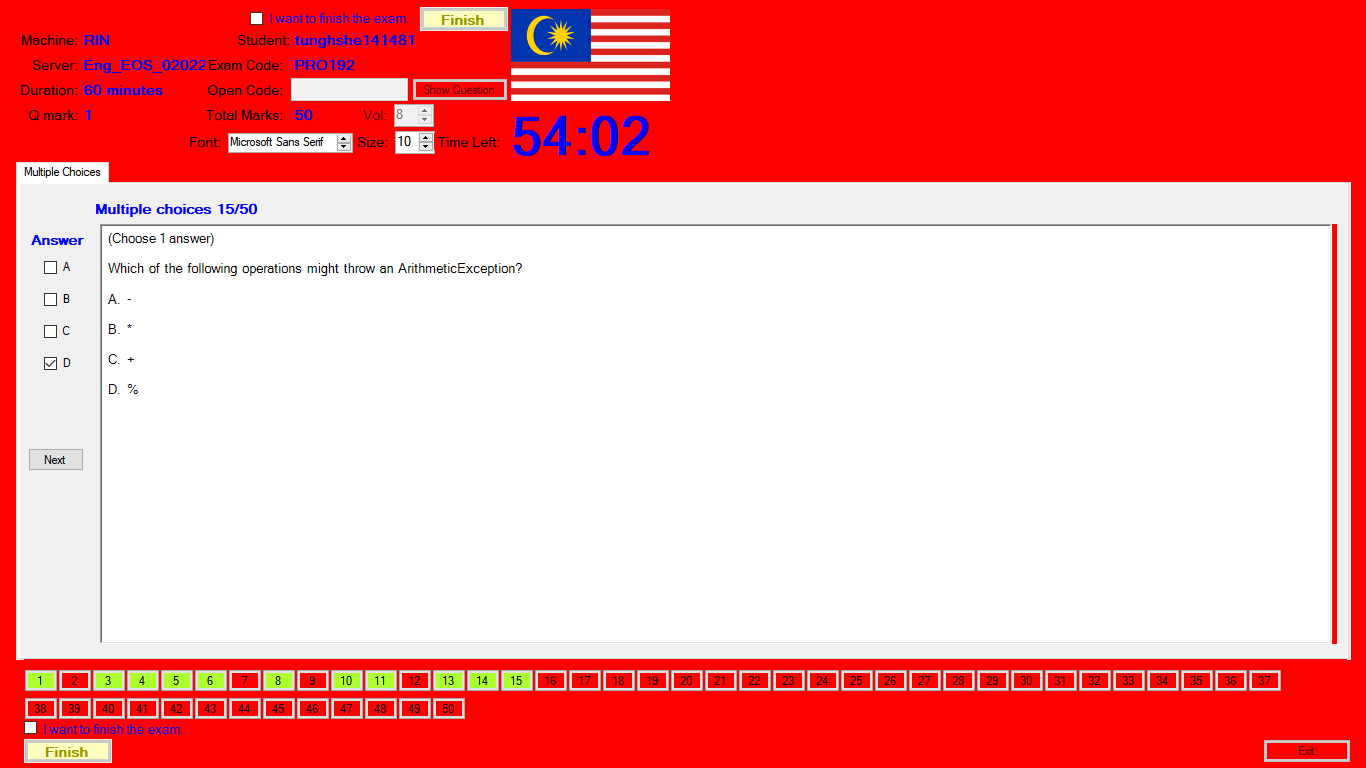 I want to finish the exam.
Finish
Machine: RIN
Student: tunghshe141481
Server: Eng_EOS_02022
Exam Code: PRO192
Duration: 60 minutes
Open Code:
Show Question
Q mark: 1
Total Marks: 50
Vol: 8
Font: Microsoft Sans Serif
Size: 10
Time Left: 54:02
Multiple Choices
Multiple choices 15/50
Answer
A
B
C
D
Next
(Choose 1 answer)
Which of the following operations might throw an ArithmeticException?
A. -
B. *
C. +
D. %
1 2 3 4 5 6 7 8 9 10 11 12 13 14 15 16 17 18 19 20 21 22 23 24 25 26 27 28 29 30 31 32 33 34 35 36 37
38 39 40 41 42 43 44 45 46 47 48 49 50
I want to finish the exam.
Finish
Exit